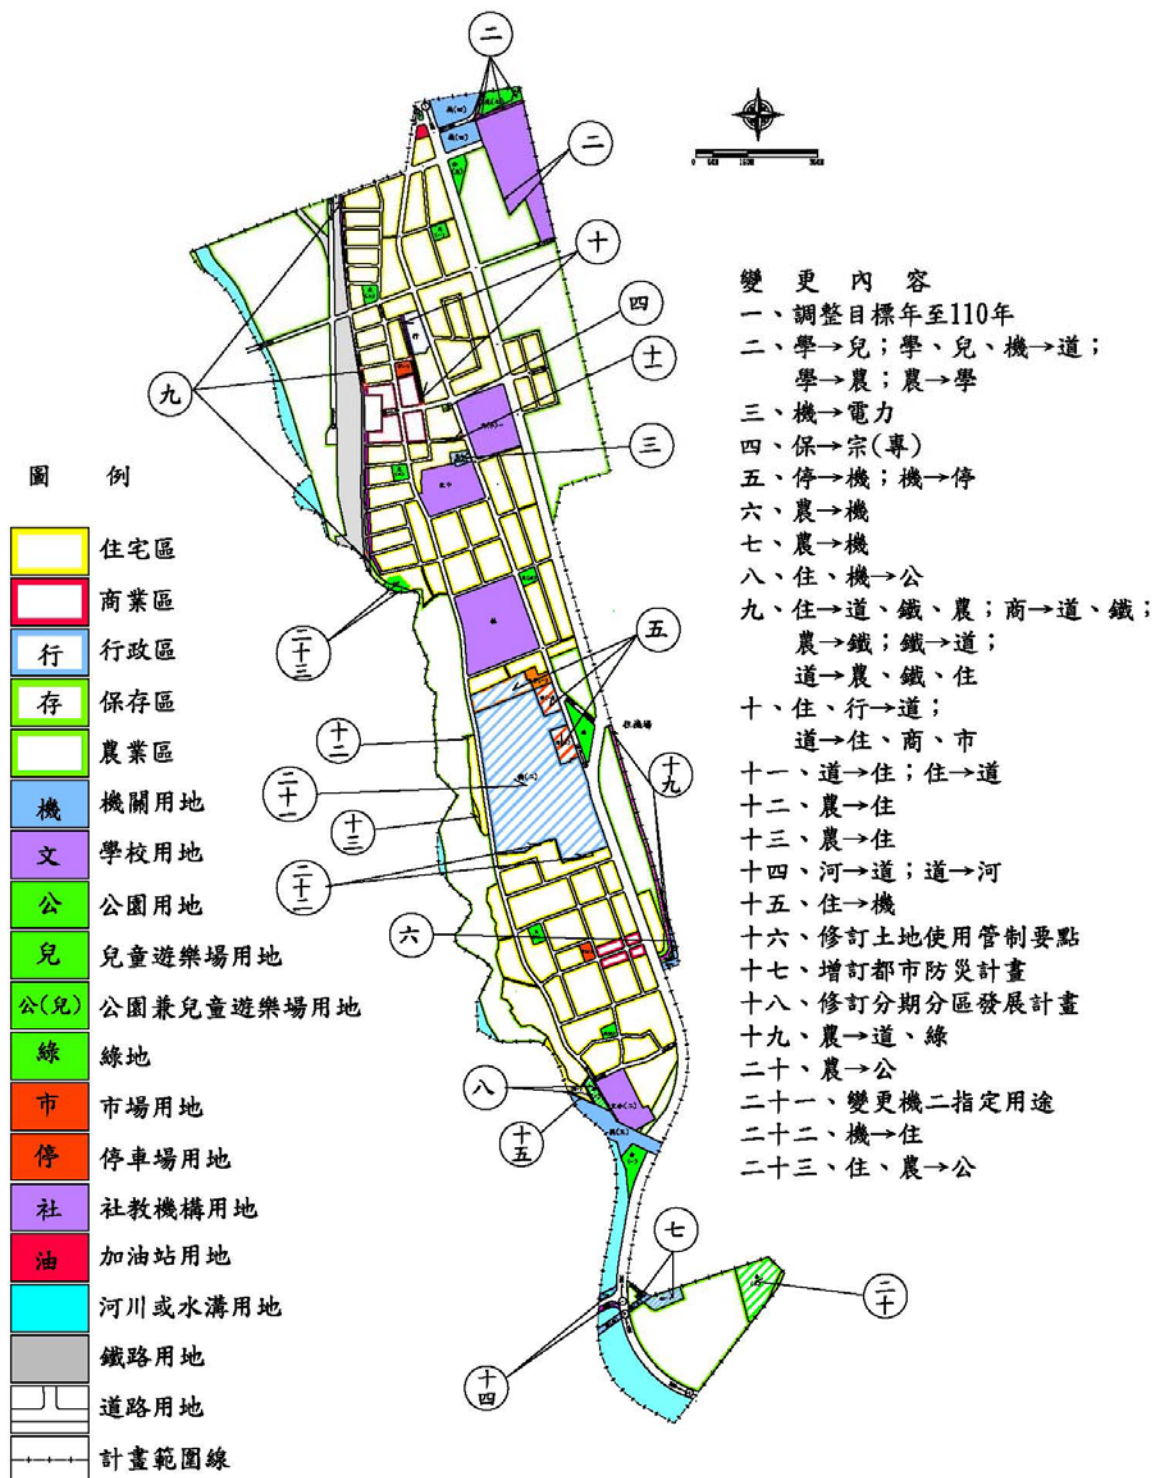 二
二
十
四
十一
九
三
二十三
五
十二
二十一
十三
十九
二十二
六
八
十五
七
二十
十四
往機場
行
變更內容
一、調整目標年至110年
二、學→兒；學、兒、機→道；
學→農；農→學
三、機→電力
四、保→宗(專)
五、停→機；機→停
六、農→機
七、農→機
八、住、機→公
九、住→道、鐵、農；商→道、鐵；
農→鐵；鐵→道；
道→農、鐵、住
十、住、行→道；
道→住、商、市
十一、道→住；住→道
十二、農→住
十三、農→住
十四、河→道；道→河
十五、住→機
十六、修訂土地使用管制要點
十七、增訂都市防災計畫
十八、修訂分期分區發展計畫
十九、農→道、綠
二十、農→公
二十一、變更機二指定用途
二十二、機→住
二十三、住、農→公
圖例
住宅區
商業區
行 行政區
存 保存區
農業區
機 機關用地
文 學校用地
公 公園用地
兒 兒童遊樂場用地
公(兒) 公園兼兒童遊樂場用地
綠 綠地
市 市場用地
停 停車場用地
社 社教機構用地
油 加油站用地
河川或水溝用地
鐵路用地
道路用地
計畫範圍線